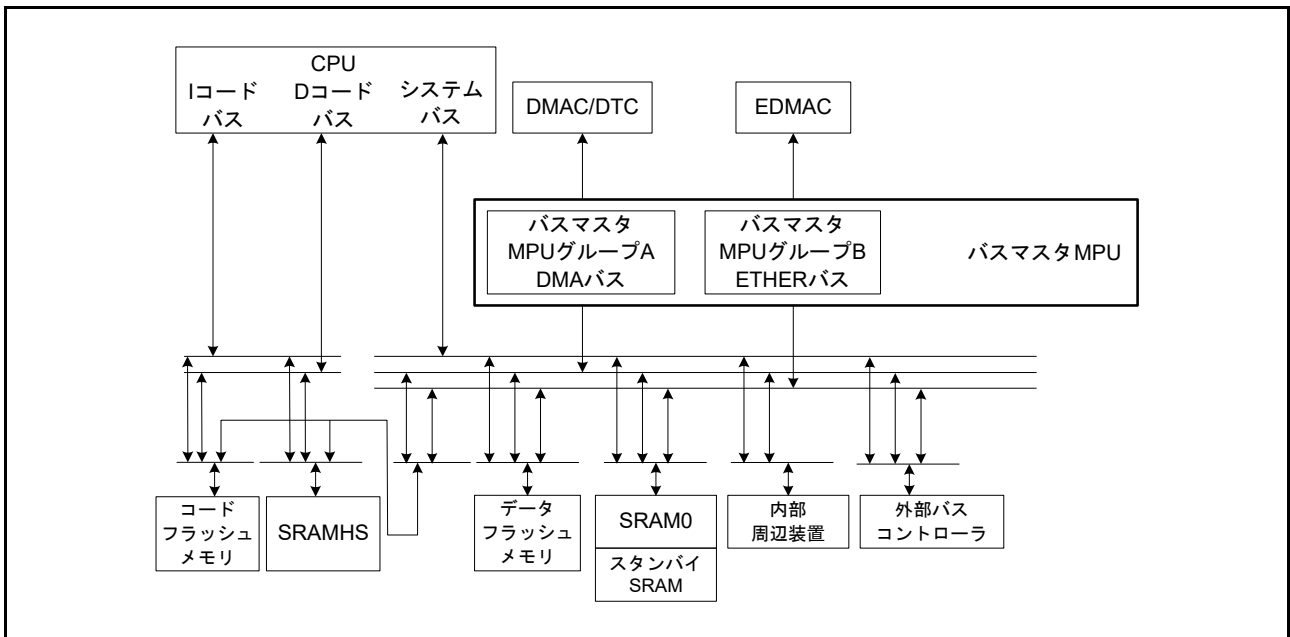 CPU
Iコード
バス
Dコード
バス
システム
バス
DMAC/DTC
EDMAC
バスマスタ
MPUグループA
DMAバス
バスマスタ
MPUグループB
ETHERバス
バスマスタMPU
コード
フラッシュ
メモリ
SRAMHS
データ
フラッシュ
メモリ
SRAM0
スタンバイ
SRAM
内部
周辺装置
外部バス
コントローラ